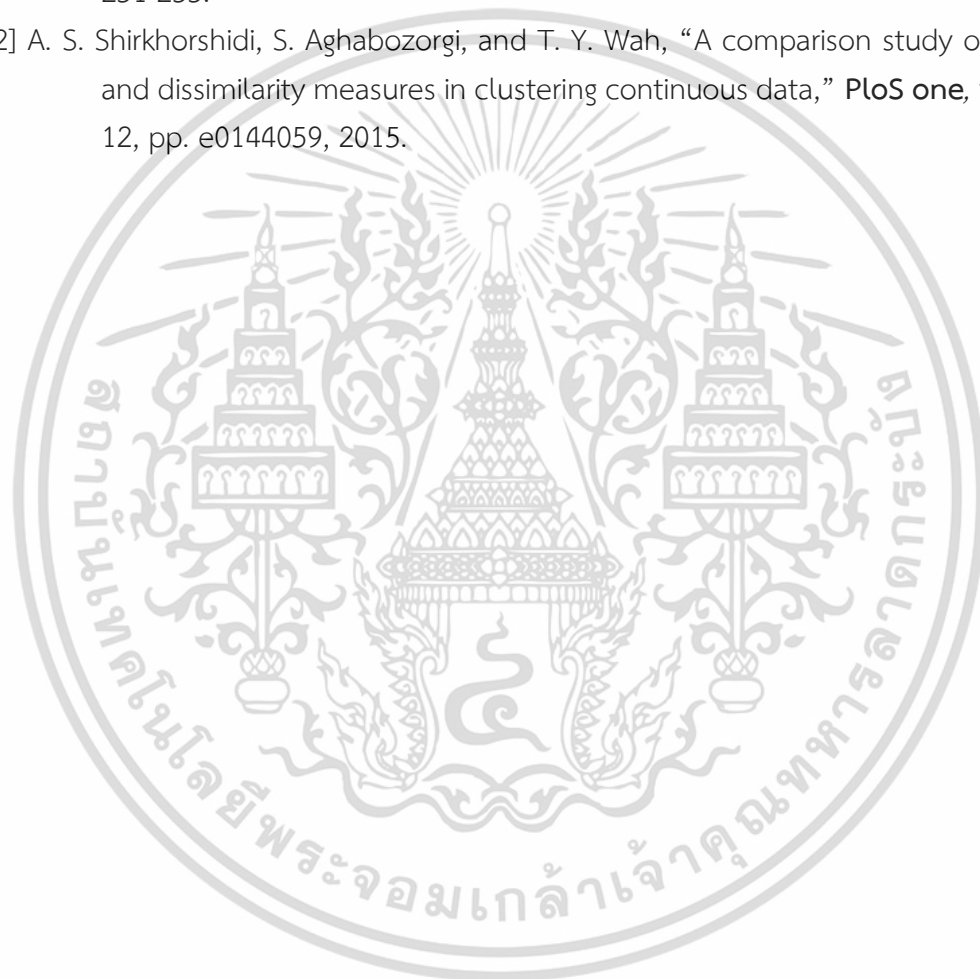 2] A. S. Shirkhorshidi, S. Aghabozorgi, and T. Y. Wah, “A comparison study o
and dissimilarity measures in clustering continuous data,” PloS one,
12, pp. e0144059, 2015.
๔
สถาบันเทคโนโลยีพระจอมเกล้าเจ้าคุณทหารลาดกระบัง